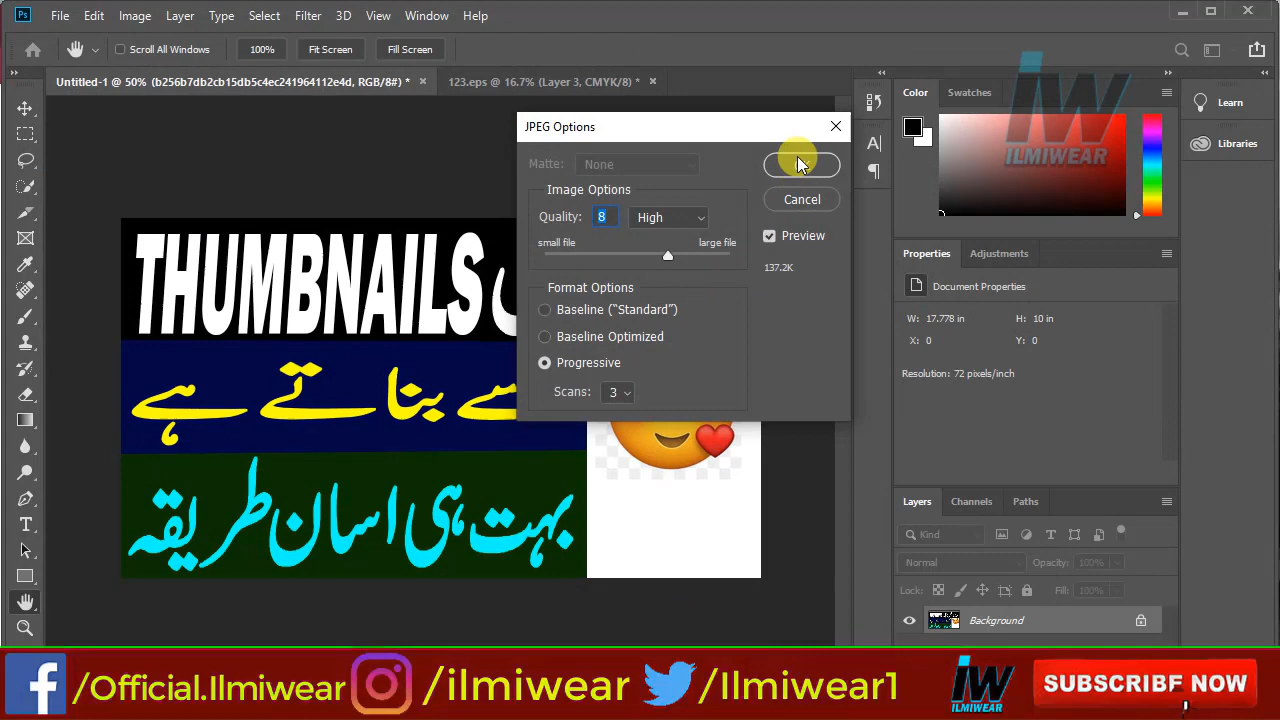 Ps File Edit Image Layer Type Select Filter 3D View Window Help
Scroll All Windows 100% Fit Screen Fill Screen
Untitled-1 @ 50% (b256b7db2cb15db5c4ec241964112e4d, RGB/8#) * × 123.eps @ 16.7% (Layer 3, CMYK/8) * ×
JPEG Options
Matte: None
Image Options
Quality: 8 High
small file large file
Cancel
Preview
137.2K
Format Options
Baseline ("Standard")
Baseline Optimized
Progressive
Scans: 3
THUMBNAILS
بناتے ہے
بہت ہی اسان طریقہ
Color Swatches
Learn
Libraries
iw
ILMIWEAR
Properties Adjustments
Document Properties
W: 17.778 in H: 10 in
X: 0 Y: 0
Resolution: 72 pixels/inch
Layers Channels Paths
Kind
Normal Opacity: 100%
Lock: Fill: 100%
Background
f /Official.Ilmiwear /ilmiwear /Ilmiwear1 iw ILMIWEAR SUBSCRIBE NOW